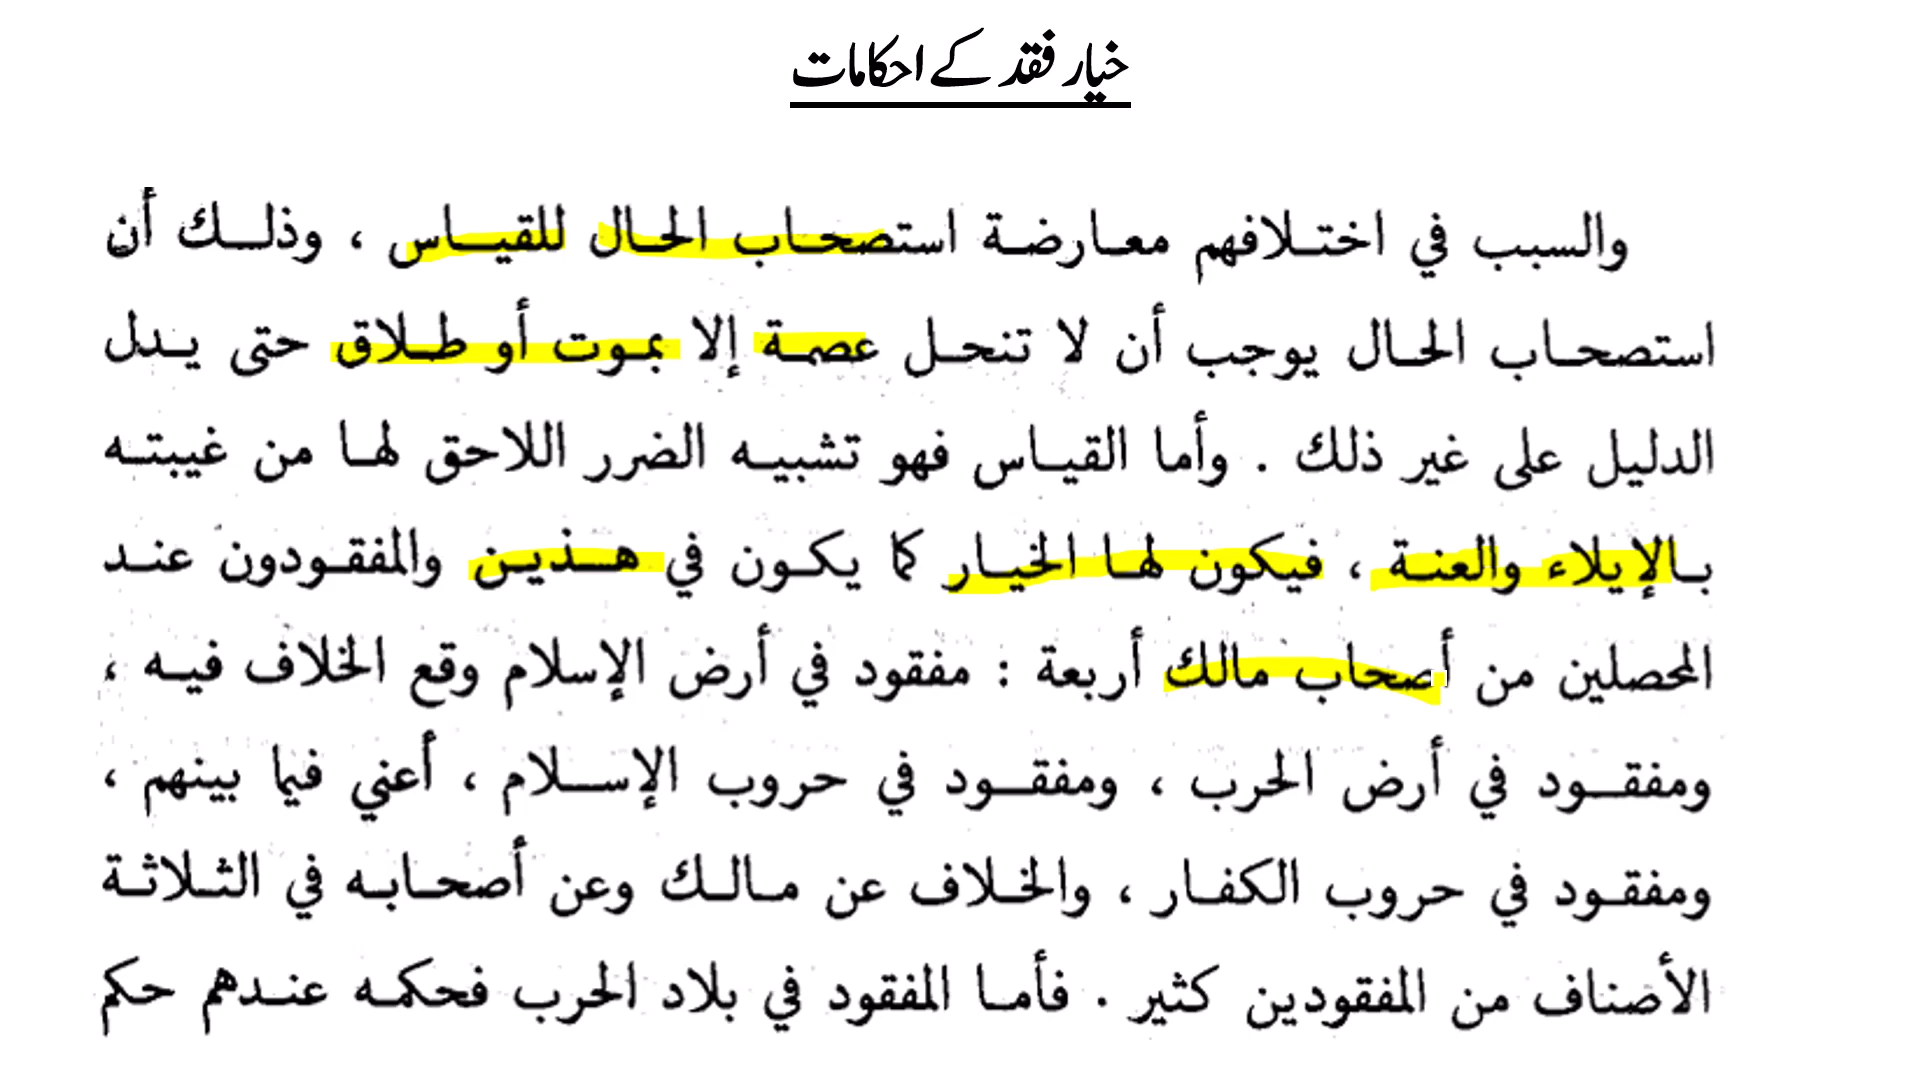 خیار فقد کے احکامات
والسبب في اختلافهم معارضة استصحاب الحال للقياس ، وذلك أن
استصحاب الحال يوجب أن لا تنحل عصمة إلا بموت أو طلاق حتى يدل
الدليل على غير ذلك . وأما القياس فهو تشبيه الضرر اللاحق لها من غيبته
بالإيلاء والعنة ، فيكون لها الخيار كما يكون في هذين والمفقودون عند
المحصلين من أصحاب مالك أربعة : مفقود في أرض الإسلام وقع الخلاف فيه ،
ومفقود في أرض الحرب ، ومفقود في حروب الإسلام ، أعني فيما بينهم ،
ومفقود في حروب الكفار ، والخلاف عن مالك وعن أصحابه في الثلاثة
الأصناف من المفقودين كثير . فأما المفقود في بلاد الحرب فحكمه عندهم حكم